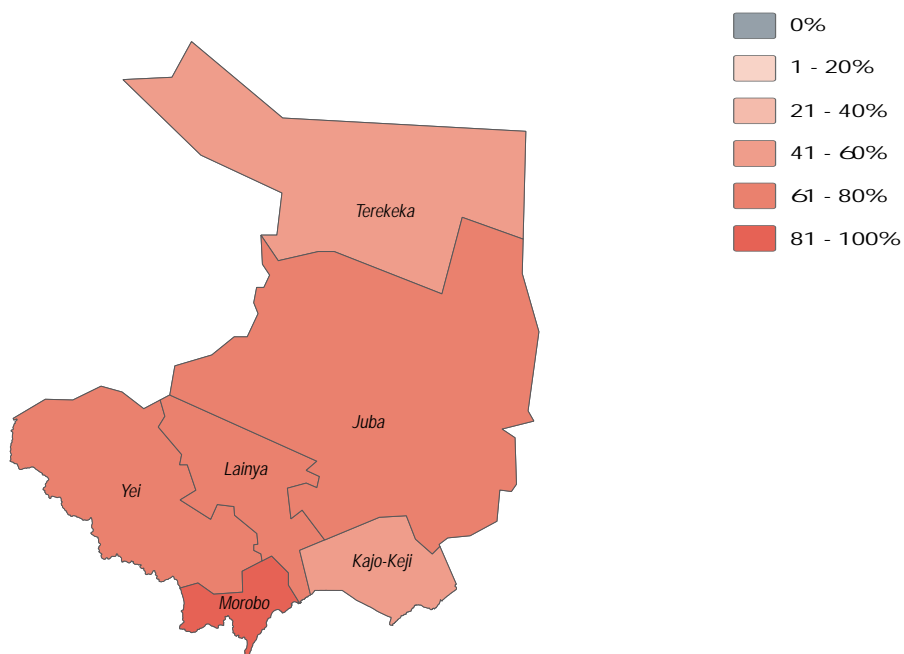 0%
1 - 20%
21 - 40%
41 - 60%
61 - 80%
81 - 100%
Terekeka
Juba
Lainya
Yei
Kajo-Keji
Morobo